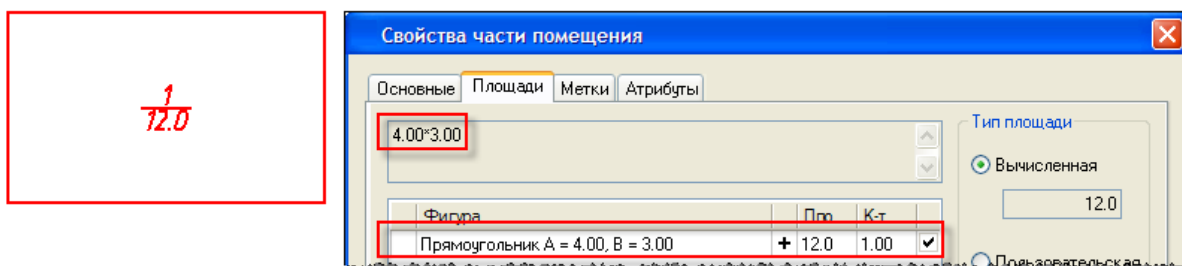 1
12.0
Свойства части помещения
Основные Площади Метки Атрибуты
4.00*3.00
Тип площади
Вычисленная
12.0
Фигура Пло К-т
Прямоугольник A = 4.00, B = 3.00 + 12.0 1.00
Пользовательская